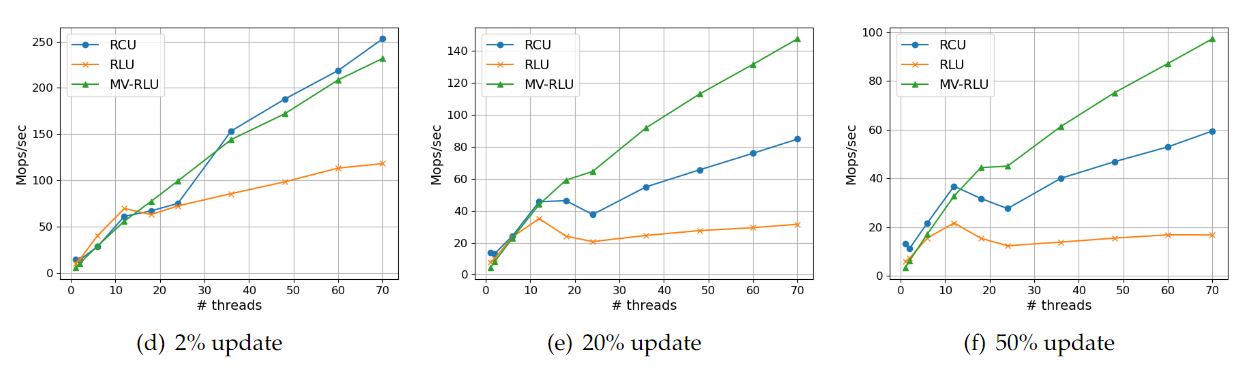 Mops/sec
250
200
150
100
50
0
RCU
RLU
MV-RLU
0 10 20 30 40 50 60 70
# threads
(d) 2% update
Mops/sec
140
120
100
80
60
40
20
0
RCU
RLU
MV-RLU
0 10 20 30 40 50 60 70
# threads
(e) 20% update
Mops/sec
100
80
60
40
20
0
RCU
RLU
MV-RLU
0 10 20 30 40 50 60 70
# threads
(f) 50% update